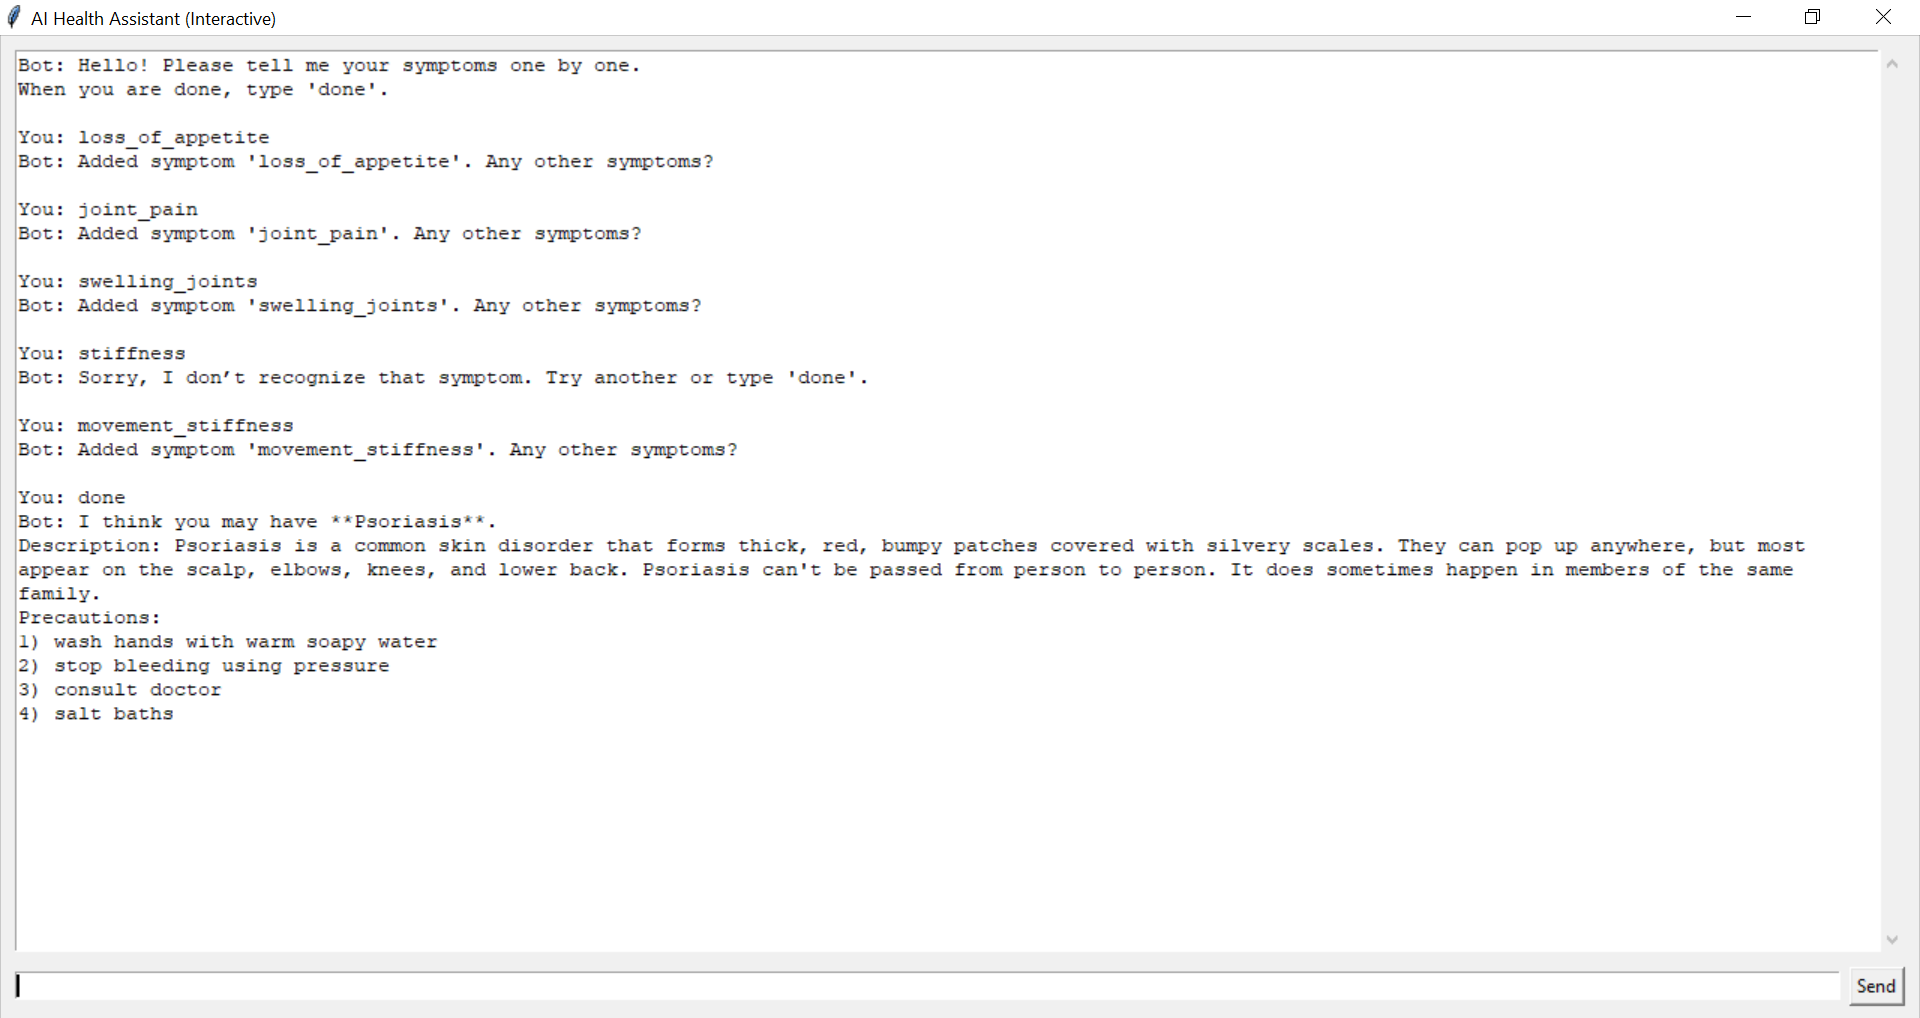 AI Health Assistant (Interactive)
Bot: Hello! Please tell me your symptoms one by one.
When you are done, type 'done'.
You: loss_of_appetite
Bot: Added symptom 'loss_of_appetite'. Any other symptoms?
You: joint_pain
Bot: Added symptom 'joint_pain'. Any other symptoms?
You: swelling_joints
Bot: Added symptom 'swelling_joints'. Any other symptoms?
You: stiffness
Bot: Sorry, I don’t recognize that symptom. Try another or type 'done'.
You: movement_stiffness
Bot: Added symptom 'movement_stiffness'. Any other symptoms?
You: done
Bot: I think you may have **Psoriasis**.
Description: Psoriasis is a common skin disorder that forms thick, red, bumpy patches covered with silvery scales. They can pop up anywhere, but most
appear on the scalp, elbows, knees, and lower back. Psoriasis can't be passed from person to person. It does sometimes happen in members of the same
family.
Precautions:
1) wash hands with warm soapy water
2) stop bleeding using pressure
3) consult doctor
4) salt baths
Send